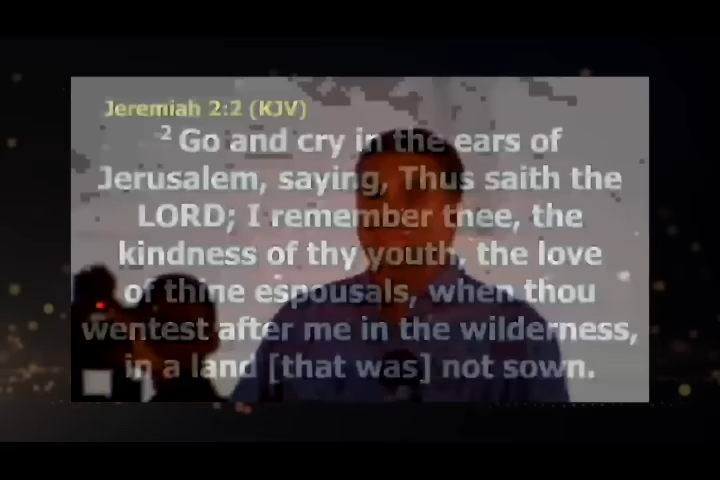 Jeremiah 2:2 (KJV)
2 Go and cry in the ears of
Jerusalem, saying, Thus saith the
LORD; I remember thee, the
kindness of thy youth, the love
of thine espousals, when thou
wentest after me in the wilderness,
in a land [that was] not sown.